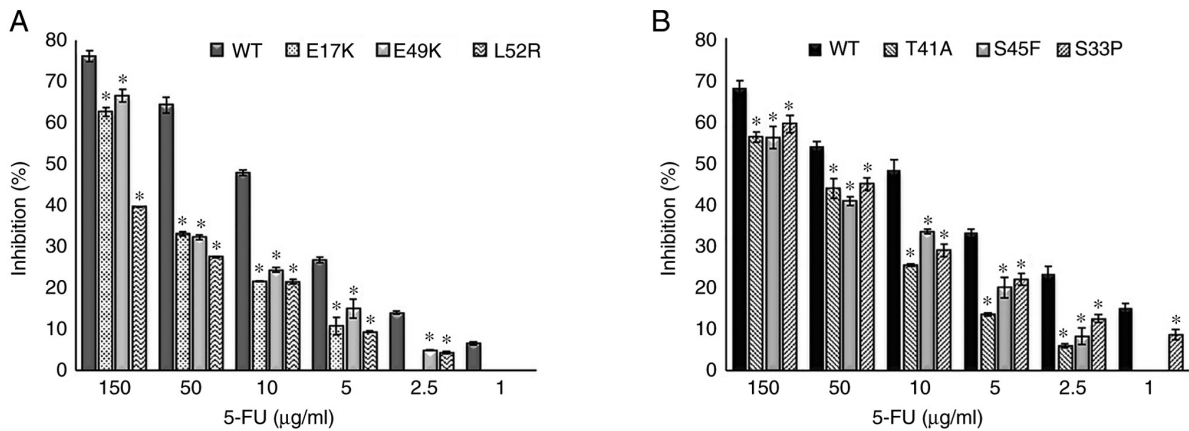 A
80
70
60
50
40
30
20
10
0
Inhibition (%)
WT E17K E49K L52R
* * *
* * *
* * *
* * *
* *
150 50 10 5 2.5 1
5-FU (µg/ml)
B
80
70
60
50
40
30
20
10
0
Inhibition (%)
WT T41A S45F S33P
* * *
* * *
* * *
* * *
* * *
*
150 50 10 5 2.5 1
5-FU (µg/ml)